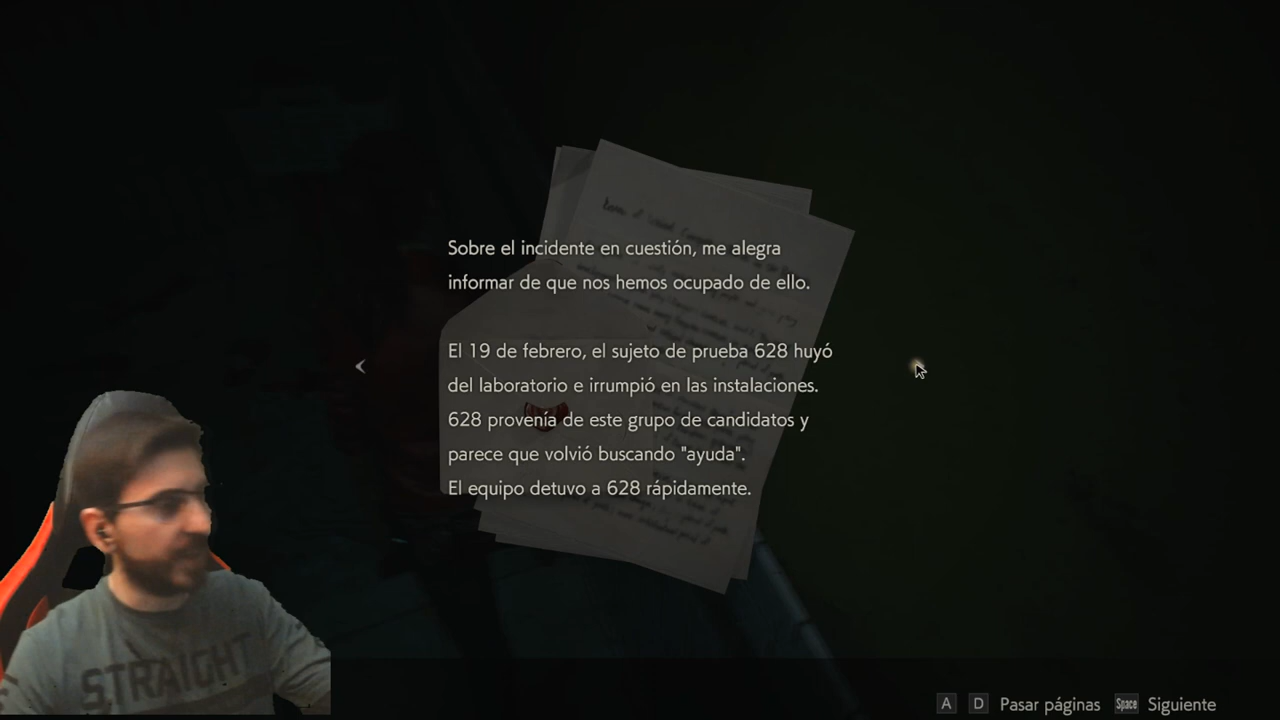 Sobre el incidente en cuestión, me alegra
informar de que nos hemos ocupado de ello.
El 19 de febrero, el sujeto de prueba 628 huyó
del laboratorio e irrumpió en las instalaciones.
628 provenía de este grupo de candidatos y
parece que volvió buscando "ayuda".
El equipo detuvo a 628 rápidamente.
STRAIGHT
A D Pasar páginas Space Siguiente